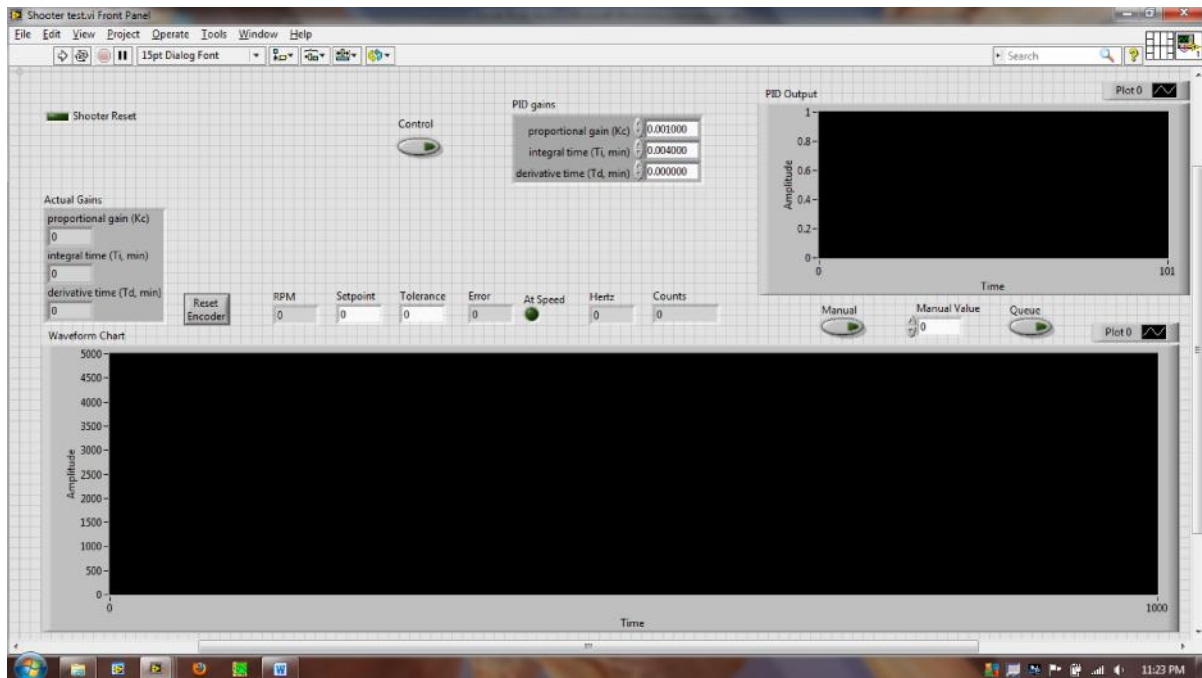 Shooter test.vi Front Panel
File Edit View Project Operate Tools Window Help
15pt Dialog Font
Search
Shooter Reset
Control
PID gains
proportional gain (Kc) 0.001000
integral time (Ti, min) 0.004000
derivative time (Td, min) 0.000000
PID Output
Plot 0
1
0.8
0.6
0.4
0.2
0
Amplitude
0 101
Time
Actual Gains
proportional gain (Kc)
0
integral time (Ti, min)
0
derivative time (Td, min)
0
Reset
Encoder
RPM Setpoint Tolerance Error At Speed Hertz Counts
0 0 0 0 0 0
Manual Manual Value Queue
0
Waveform Chart
Plot 0
5000
4500
4000
3500
3000
2500
2000
1500
1000
500
0
Amplitude
0 1000
Time
11:23 PM